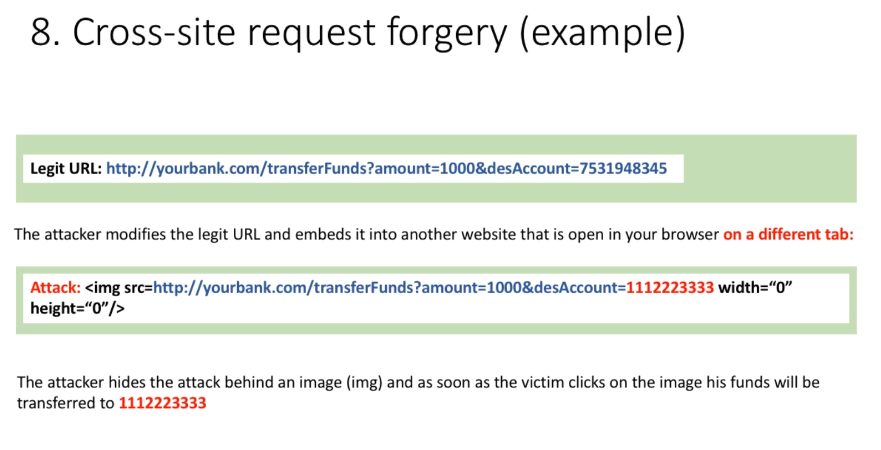 8. Cross-site request forgery (example)
Legit URL: http://yourbank.com/transferFunds?amount=1000&desAccount=7531948345
The attacker modifies the legit URL and embeds it into another website that is open in your browser on a different tab:
Attack: <img src=http://yourbank.com/transferFunds?amount=1000&desAccount=1112223333 width=“0”
height=“0”/>
The attacker hides the attack behind an image (img) and as soon as the victim clicks on the image his funds will be
transferred to 1112223333